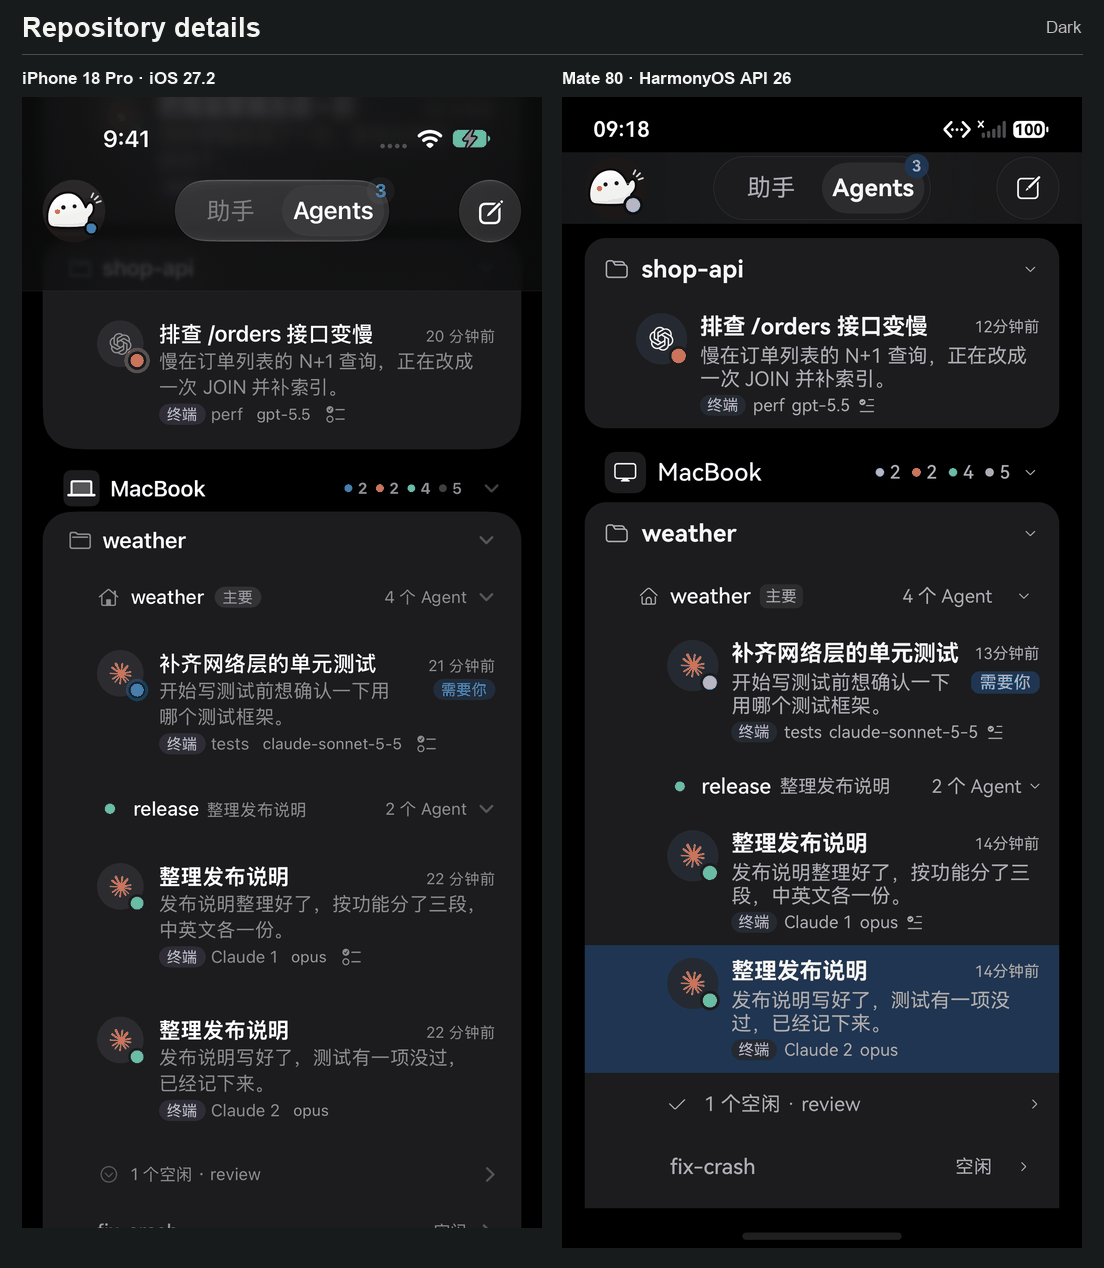 Repository details
Dark
iPhone 18 Pro · iOS 27.2
9:41
助手
Agents
3
shop-api
排查 /orders 接口变慢
20 分钟前
慢在订单列表的 N+1 查询，正在改成
一次 JOIN 并补索引。
终端 perf gpt-5.5
MacBook
2 2 4 5
weather
weather 主要
4 个 Agent
补齐网络层的单元测试
21 分钟前
开始写测试前想确认一下用
需要你
哪个测试框架。
终端 tests claude-sonnet-5-5
release 整理发布说明
2 个 Agent
整理发布说明
22 分钟前
发布说明整理好了，按功能分了三段，
中英文各一份。
终端 Claude 1 opus
整理发布说明
22 分钟前
发布说明写好了，测试有一项没过，
已经记下来。
终端 Claude 2 opus
1 个空闲 · review
Mate 80 · HarmonyOS API 26
09:18
100
助手
Agents
3
shop-api
排查 /orders 接口变慢
12分钟前
慢在订单列表的 N+1 查询，正在改成
一次 JOIN 并补索引。
终端 perf gpt-5.5
MacBook
2 2 4 5
weather
weather 主要
4 个 Agent
补齐网络层的单元测试
13分钟前
开始写测试前想确认一下
需要你
用哪个测试框架。
终端 tests claude-sonnet-5-5
release 整理发布说明
2 个 Agent
整理发布说明
14分钟前
发布说明整理好了，按功能分了三
段，中英文各一份。
终端 Claude 1 opus
整理发布说明
14分钟前
发布说明写好了，测试有一项没
过，已经记下来。
终端 Claude 2 opus
1 个空闲 · review
fix-crash
空闲